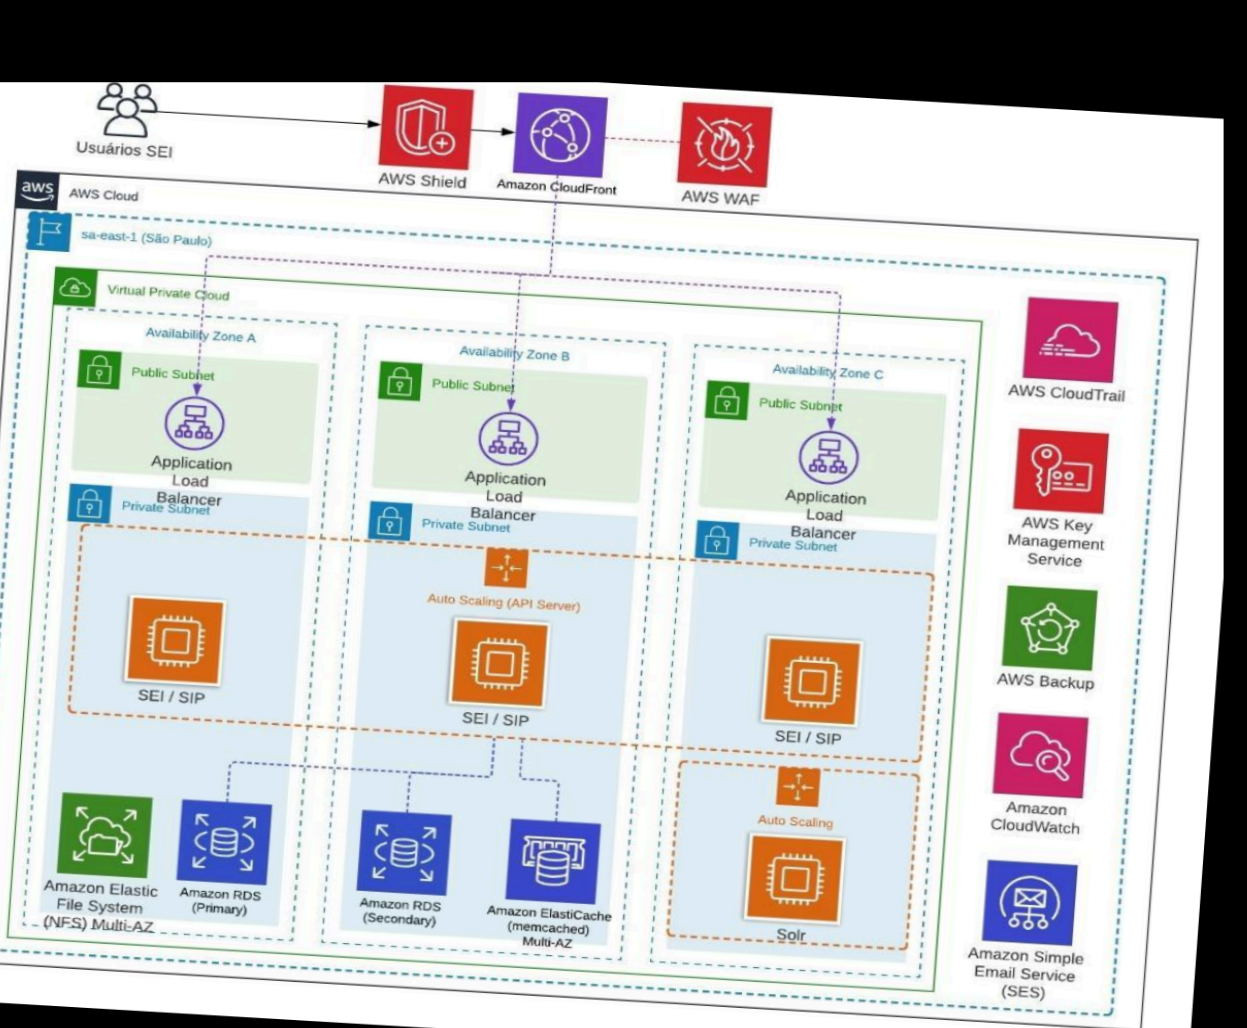 Usuários SEI
AWS Shield
Amazon CloudFront
AWS WAF
aws
AWS Cloud
sa-east-1 (São Paulo)
Virtual Private Cloud
Availability Zone A
Availability Zone B
Availability Zone C
Public Subnet
Public Subnet
Public Subnet
Application
Load
Balancer
Application
Load
Balancer
Application
Load
Balancer
Private Subnet
Private Subnet
Private Subnet
Auto Scaling (API Server)
SEI / SIP
SEI / SIP
SEI / SIP
Auto Scaling
Solr
Amazon Elastic
File System
(NFS) Multi-AZ
Amazon RDS
(Primary)
Amazon RDS
(Secondary)
Amazon ElastiCache
(memcached)
Multi-AZ
AWS CloudTrail
AWS Key
Management
Service
AWS Backup
Amazon
CloudWatch
Amazon Simple
Email Service
(SES)